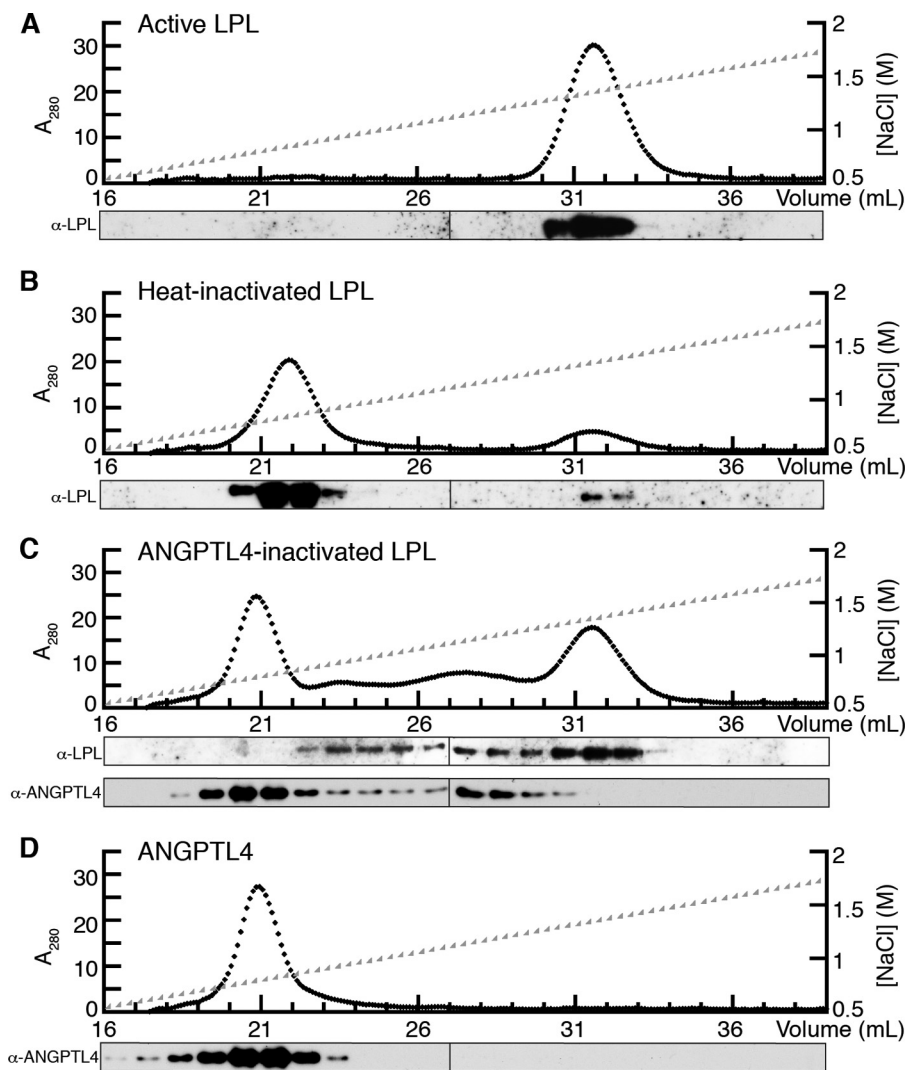 A Active LPL
2
30
1.5
20
1
10
0
0.5
A280
[NaCl] (M)
16 21 26 31 36 Volume (mL)
α-LPL
B Heat-inactivated LPL
2
30
1.5
20
1
10
0
0.5
A280
[NaCl] (M)
16 21 26 31 36 Volume (mL)
α-LPL
C ANGPTL4-inactivated LPL
2
30
1.5
20
1
10
0
0.5
A280
[NaCl] (M)
16 21 26 31 36 Volume (mL)
α-LPL
α-ANGPTL4
D ANGPTL4
2
30
1.5
20
1
10
0
0.5
A280
[NaCl] (M)
16 21 26 31 36 Volume (mL)
α-ANGPTL4